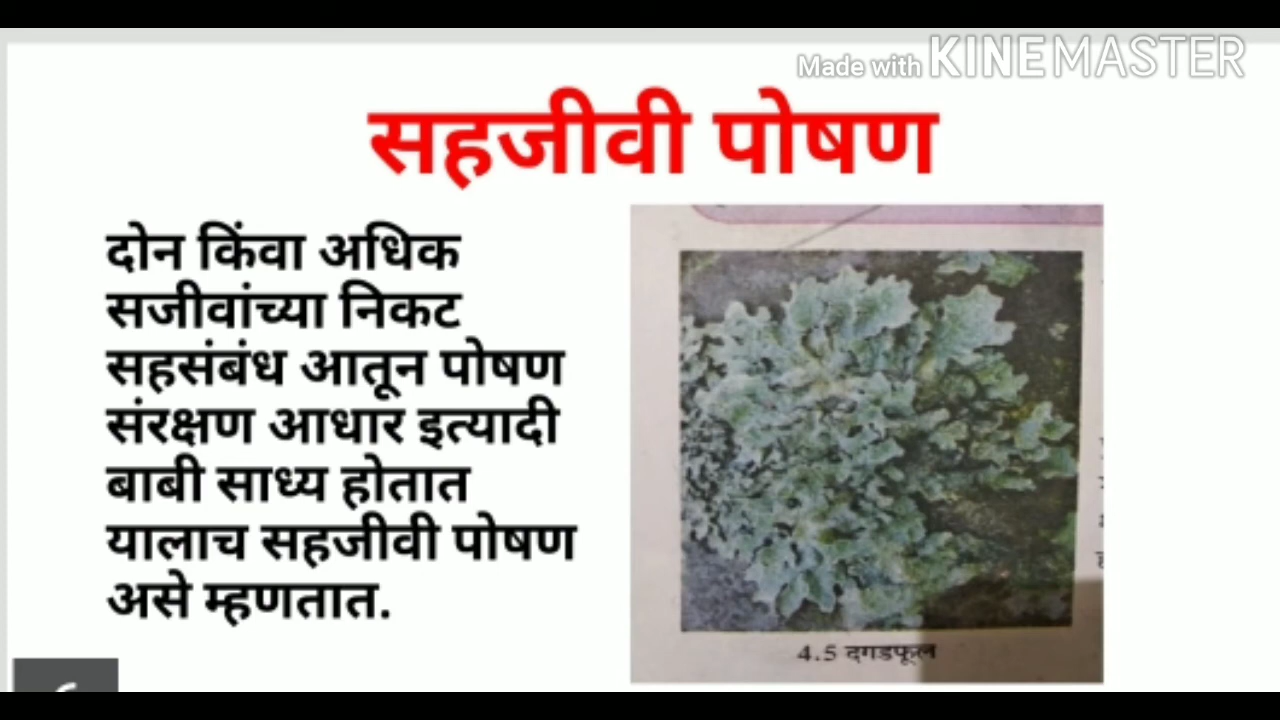 Made with KINEMASTER
सहजीवी पोषण
दोन किंवा अधिक
सजीवांच्या निकट
सहसंबंध आतून पोषण
संरक्षण आधार इत्यादी
बाबी साध्य होतात
यालाच सहजीवी पोषण
असे म्हणतात.
4.5 दगडफूल